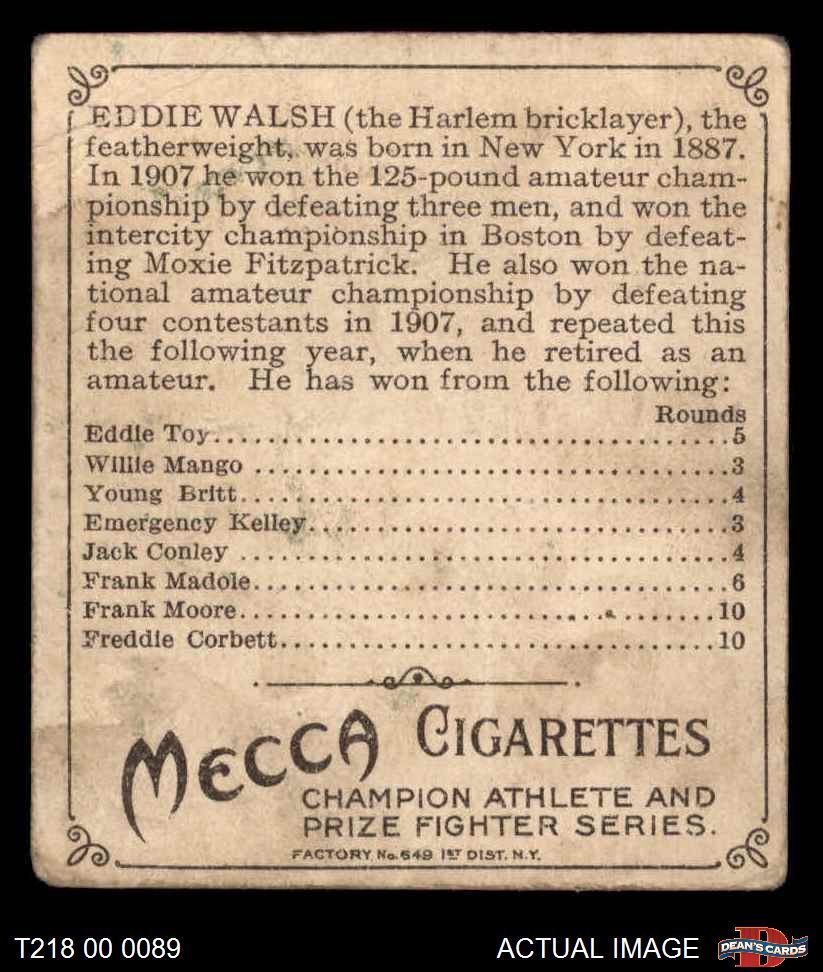 EDDIE WALSH (the Harlem bricklayer), the
featherweight, was born in New York in 1887.
In 1907 he won the 125-pound amateur cham-
pionship by defeating three men, and won the
intercity championship in Boston by defeat-
ing Moxie Fitzpatrick. He also won the na-
tional amateur championship by defeating
four contestants in 1907, and repeated this
the following year, when he retired as an
amateur. He has won from the following:
Rounds
Eddie Toy........................................5
Willie Mango .....................................3
Young Britt......................................4
Emergency Kelley.................................3
Jack Conley ......................................4
Frank Madole.....................................6
Frank Moore.....................................10
Freddie Corbett.................................10
MECCA CIGARETTES
CHAMPION ATHLETE AND
PRIZE FIGHTER SERIES.
FACTORY No. 649 1ST DIST. N.Y.
T218 00 0089 ACTUAL IMAGE DEAN'S CARDS